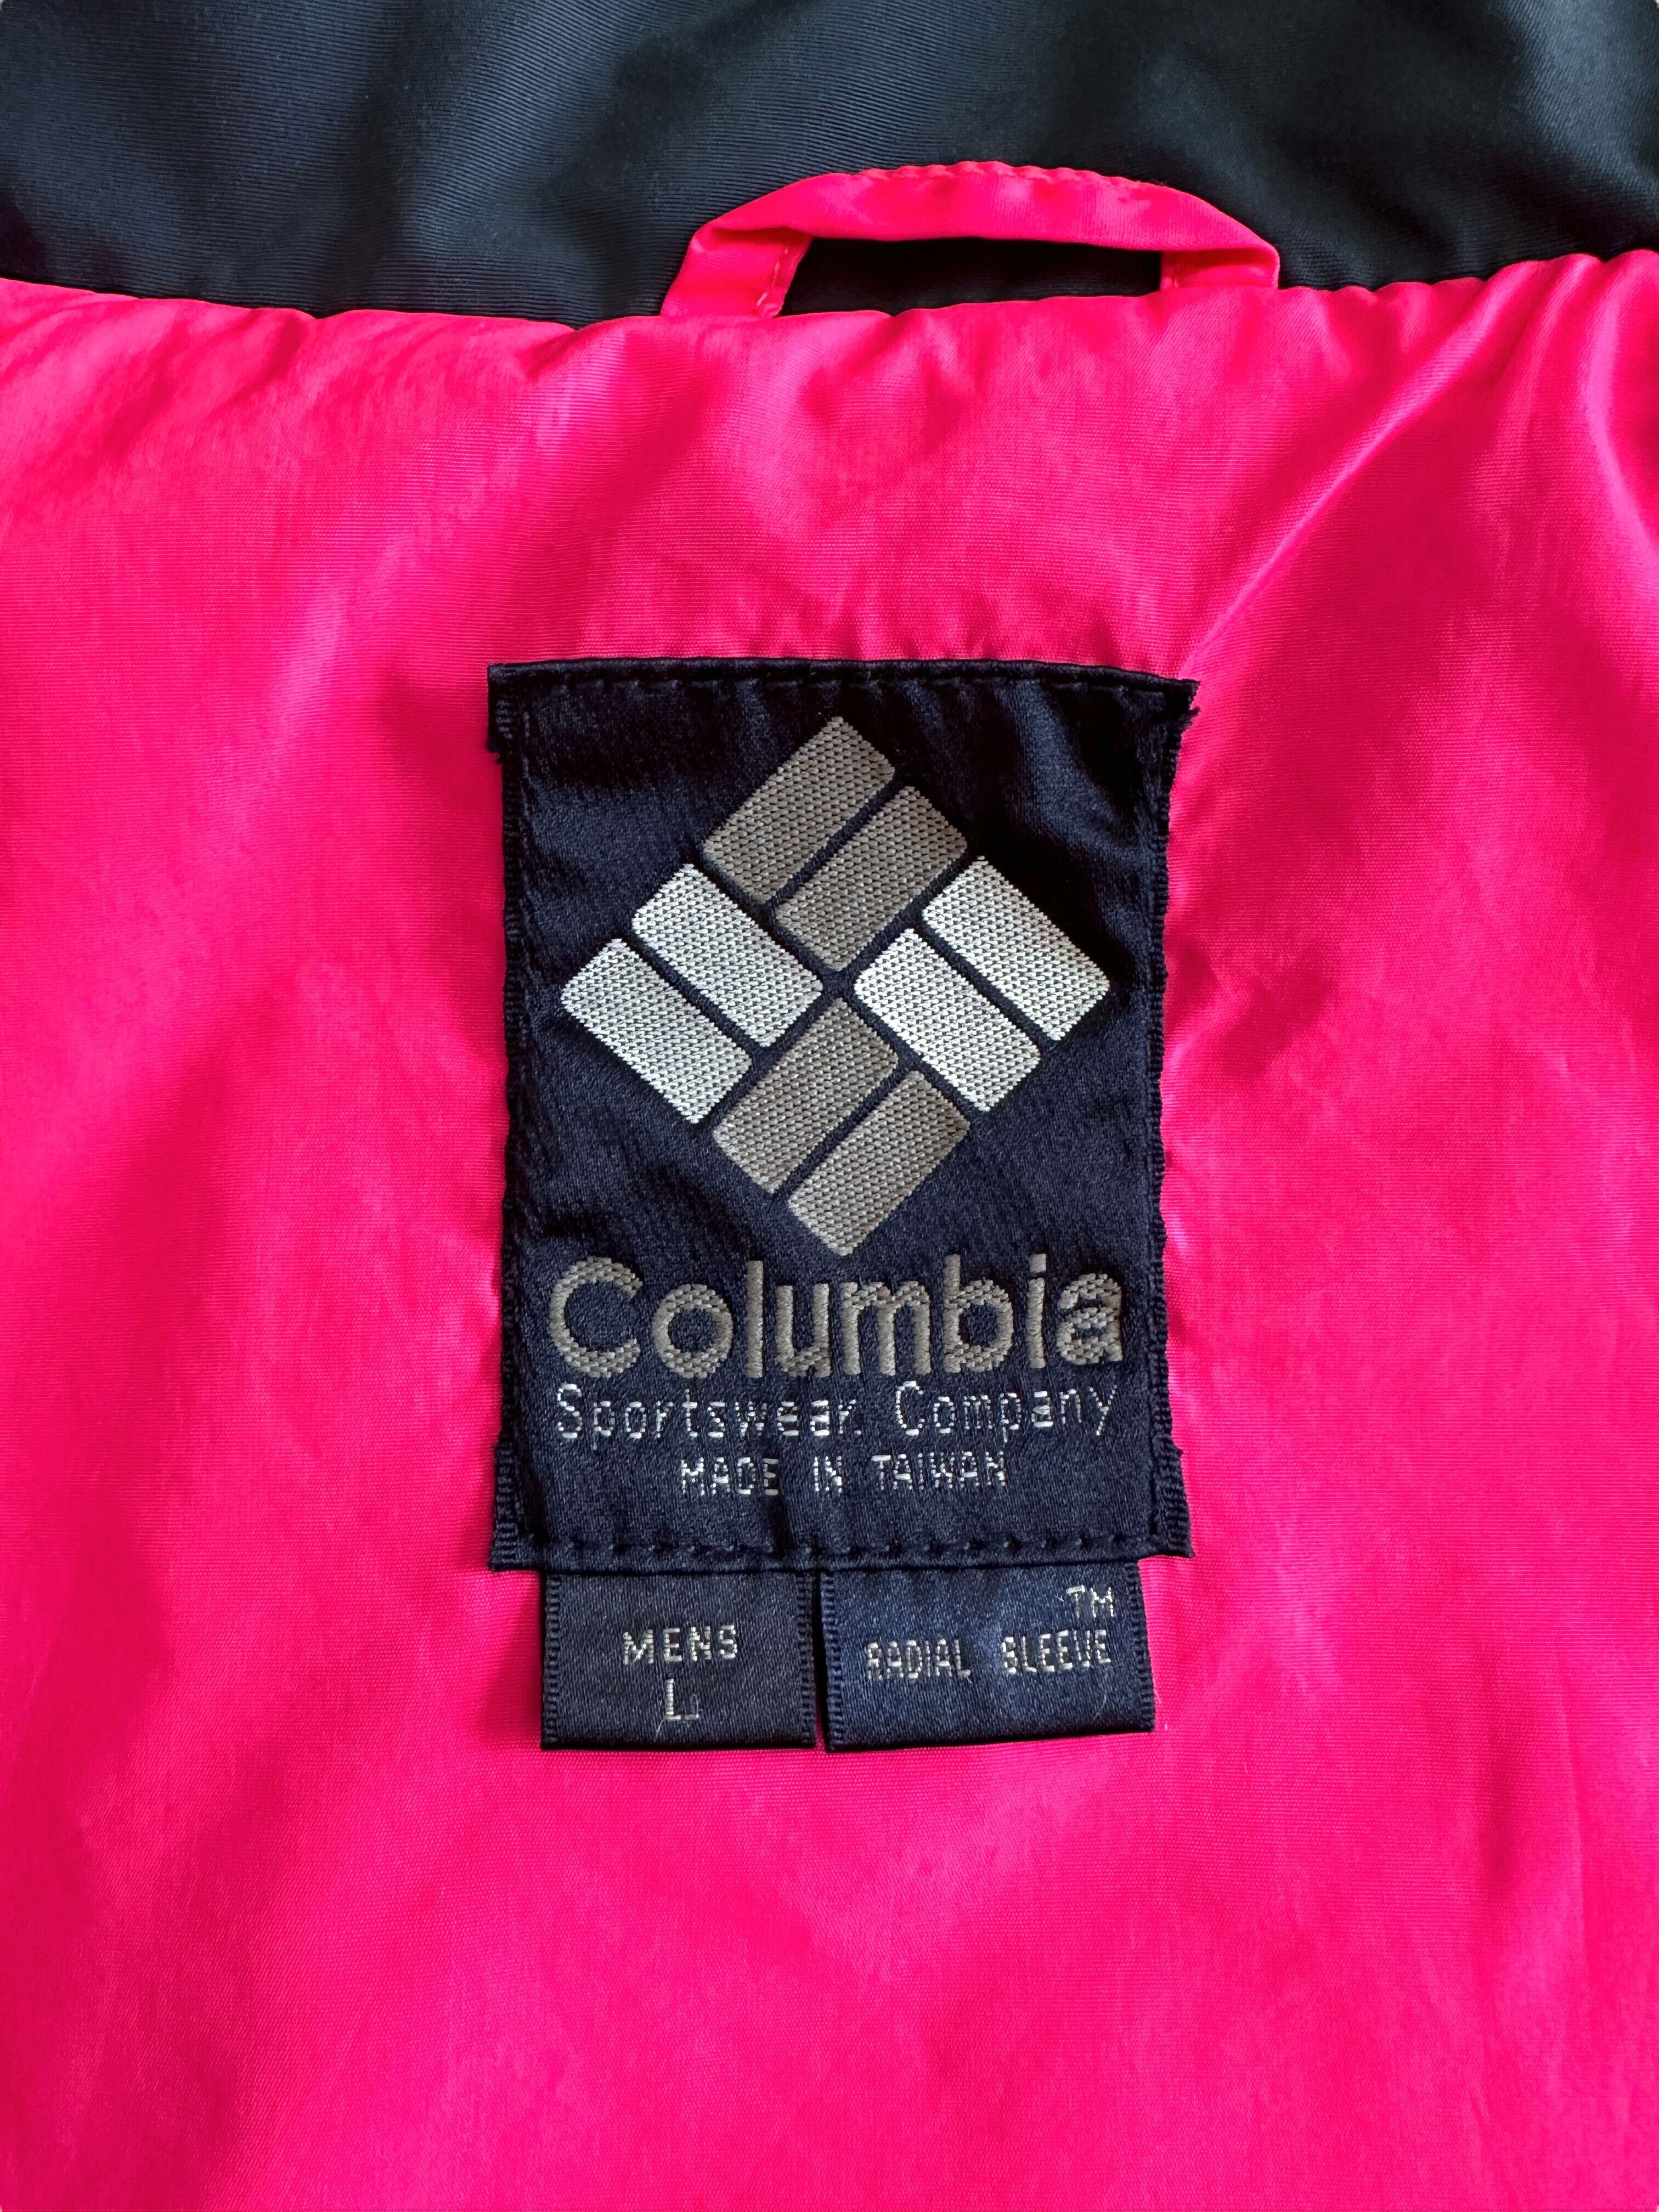 Columbia
Sportswear Company
MADE IN TAIWAN
MENS
L
TM
RADIAL SLEEVE